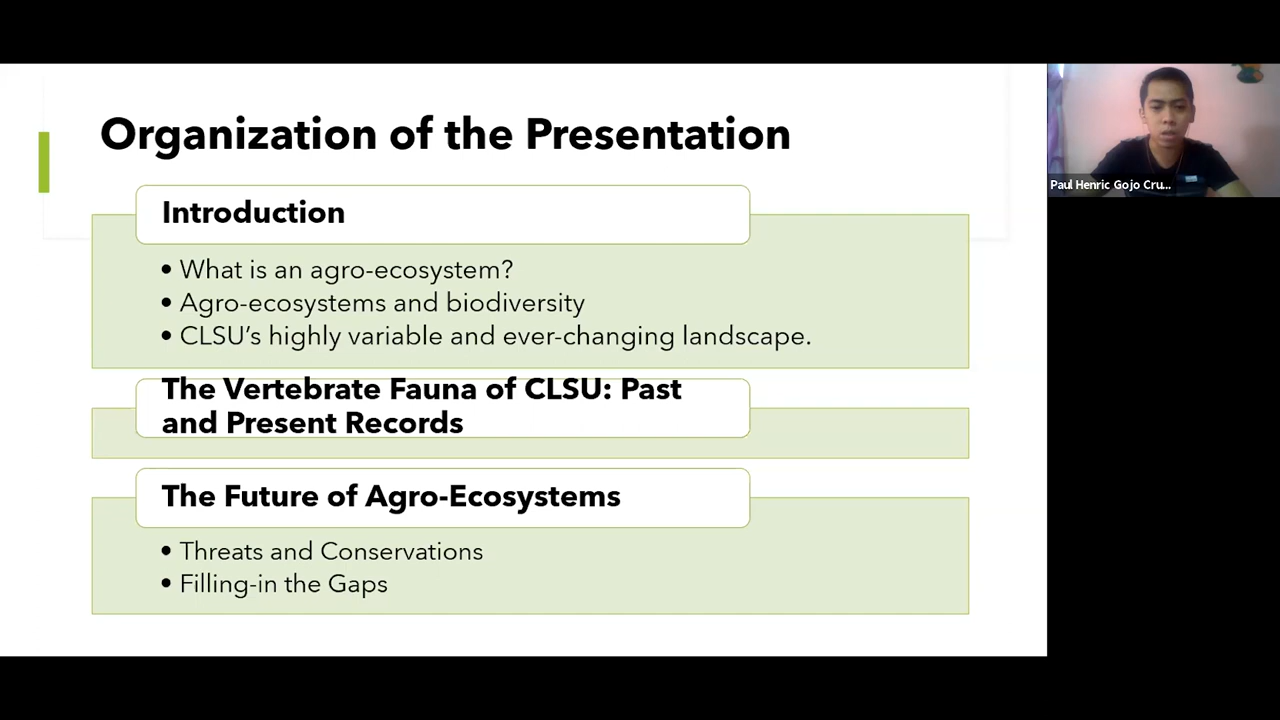 Organization of the Presentation
Introduction
• What is an agro-ecosystem?
• Agro-ecosystems and biodiversity
• CLSU’s highly variable and ever-changing landscape.
The Vertebrate Fauna of CLSU: Past
and Present Records
The Future of Agro-Ecosystems
• Threats and Conservations
• Filling-in the Gaps
Paul Henric Gojo Cru...